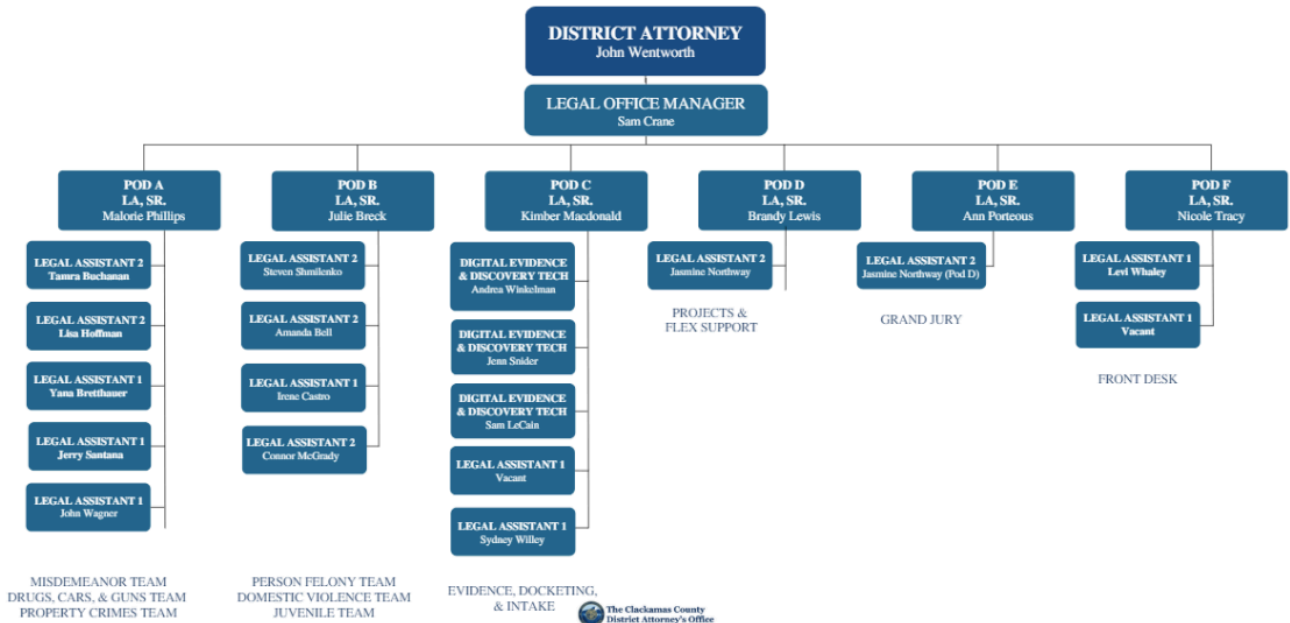 DISTRICT ATTORNEY
John Wentworth
LEGAL OFFICE MANAGER
Sam Crane
POD A
LA, SR.
Malorie Phillips
LEGAL ASSISTANT 2
Tamra Buchanan
LEGAL ASSISTANT 2
Lisa Hoffman
LEGAL ASSISTANT 1
Yana Bretthauer
LEGAL ASSISTANT 1
Jerry Santana
LEGAL ASSISTANT 1
John Wagner
MISDEMEANOR TEAM
DRUGS, CARS, & GUNS TEAM
PROPERTY CRIMES TEAM
POD B
LA, SR.
Julie Breck
LEGAL ASSISTANT 2
Steven Shmilenko
LEGAL ASSISTANT 2
Amanda Bell
LEGAL ASSISTANT 1
Irene Castro
LEGAL ASSISTANT 2
Connor McGrady
PERSON FELONY TEAM
DOMESTIC VIOLENCE TEAM
JUVENILE TEAM
POD C
LA, SR.
Kimber Macdonald
DIGITAL EVIDENCE
& DISCOVERY TECH
Andrea Winkelman
DIGITAL EVIDENCE
& DISCOVERY TECH
Jenn Snider
DIGITAL EVIDENCE
& DISCOVERY TECH
Sam LeCain
LEGAL ASSISTANT 1
Vacant
LEGAL ASSISTANT 1
Sydney Willey
EVIDENCE, DOCKETING,
& INTAKE
POD D
LA, SR.
Brandy Lewis
LEGAL ASSISTANT 2
Jasmine Northway
PROJECTS &
FLEX SUPPORT
POD E
LA, SR.
Ann Porteous
LEGAL ASSISTANT 2
Jasmine Northway (Pod D)
GRAND JURY
POD F
LA, SR.
Nicole Tracy
LEGAL ASSISTANT 1
Levi Whaley
LEGAL ASSISTANT 1
Vacant
FRONT DESK
The Clackamas County
District Attorney's Office